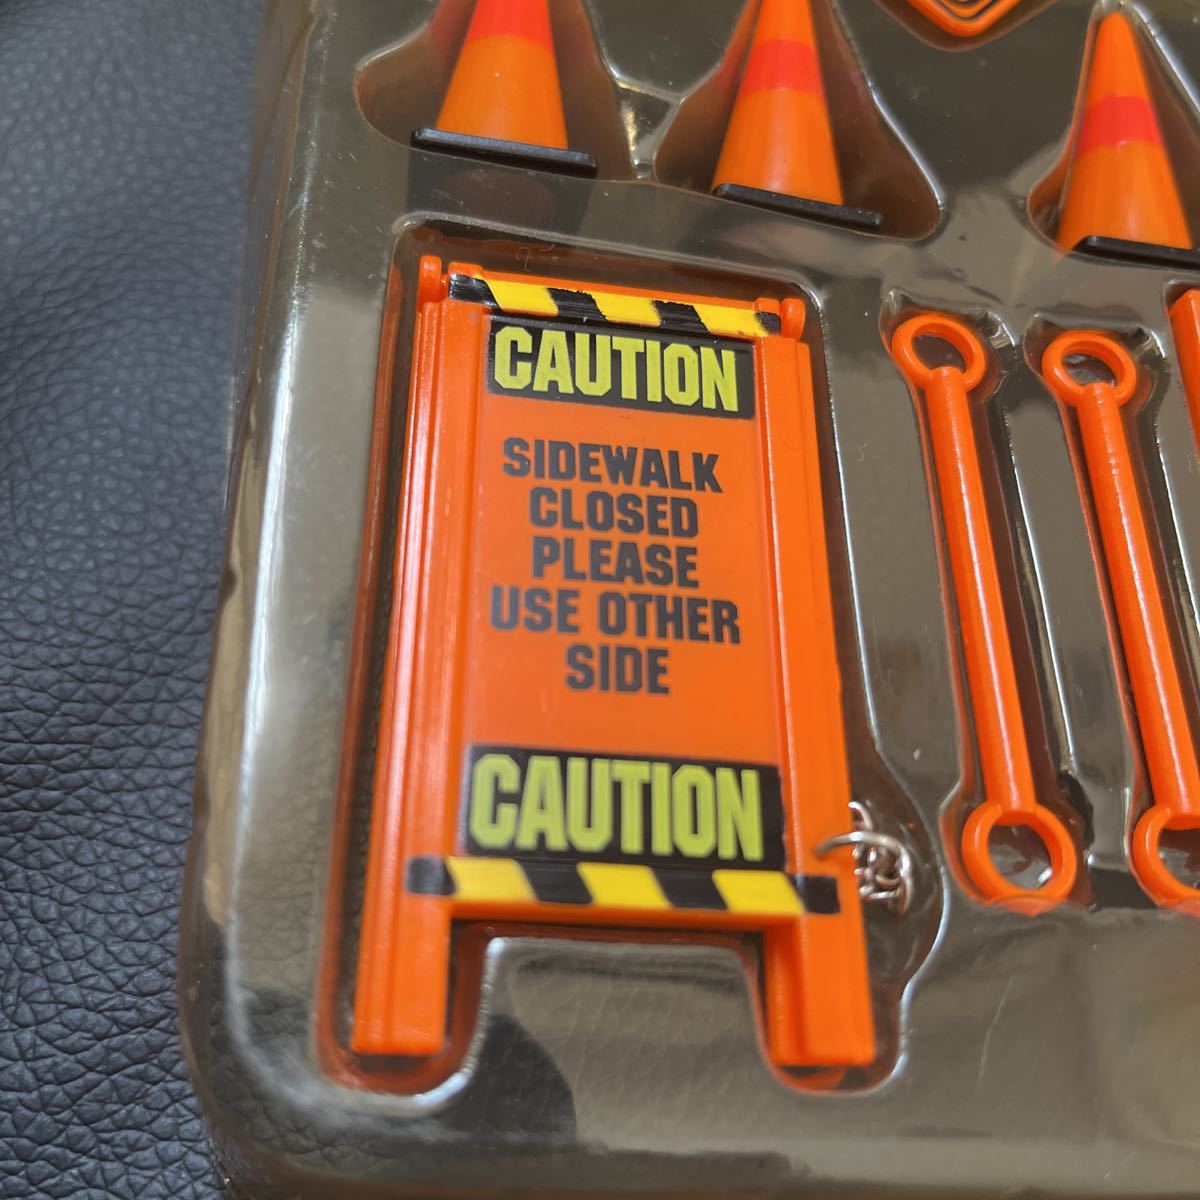 CAUTION
SIDEWALK
CLOSED
PLEASE
USE OTHER
SIDE
CAUTION